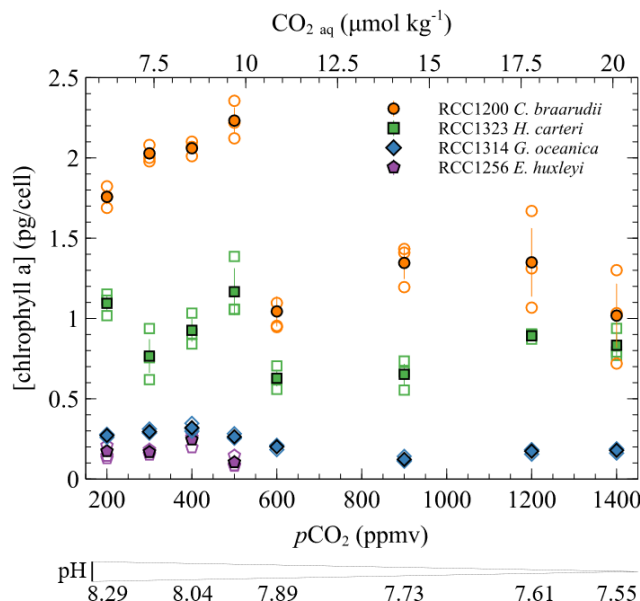 CO2 aq (μmol kg-1)
7.5 10 12.5 15 17.5 20
2.5
2
1.5
1
0.5
0
[chlorophyll a] (pg/cell)
RCC1200 C. braarudii
RCC1323 H. carteri
RCC1314 G. oceanica
RCC1256 E. huxleyi
200 400 600 800 1000 1200 1400
pCO2 (ppmv)
pH
8.29 8.04 7.89 7.73 7.61 7.55